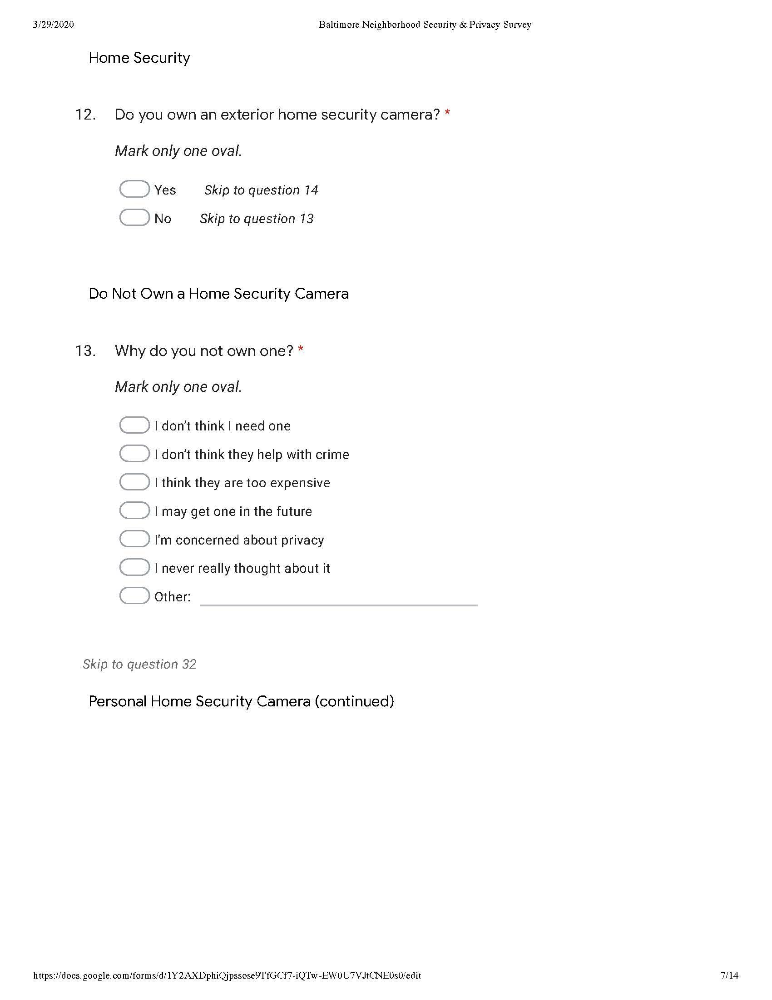 3/29/2020 Baltimore Neighborhood Security & Privacy Survey
Home Security
12. Do you own an exterior home security camera? *
Mark only one oval.
Yes Skip to question 14
No Skip to question 13
Do Not Own a Home Security Camera
13. Why do you not own one? *
Mark only one oval.
I don’t think I need one
I don’t think they help with crime
I think they are too expensive
I may get one in the future
I'm concerned about privacy
I never really thought about it
Other:
Skip to question 32
Personal Home Security Camera (continued)
https://docs.google.com/forms/d/1Y2AXDphiQjpssose9TfGCf7-iQTw-EW0U7VJtCNE0s0/edit 7/14